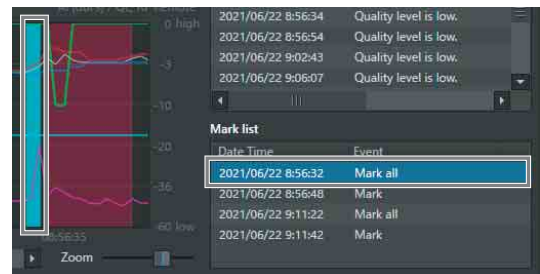 0 high
-3
-10
-20
-36
-60 low
08:56:35
Zoom
2021/06/22 8:56:34 Quality level is low.
2021/06/22 8:56:54 Quality level is low.
2021/06/22 9:02:43 Quality level is low.
2021/06/22 9:06:07 Quality level is low.
Mark list
Date Time Event
2021/06/22 8:56:32 Mark all
2021/06/22 8:56:48 Mark
2021/06/22 9:11:22 Mark all
2021/06/22 9:11:42 Mark